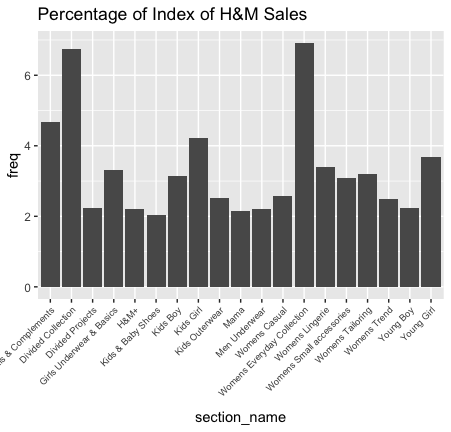 Percentage of Index of H&M Sales
freq
6
4
2
0
& Complements
Divided Collection
Divided Projects
Girls Underwear & Basics
H&M+
Kids & Baby Shoes
Kids Boy
Kids Girl
Kids Outerwear
Mama
Men Underwear
Womens Casual
Womens Everyday Collection
Womens Lingerie
Womens Small accessories
Womens Tailoring
Womens Trend
Young Boy
Young Girl
section_name